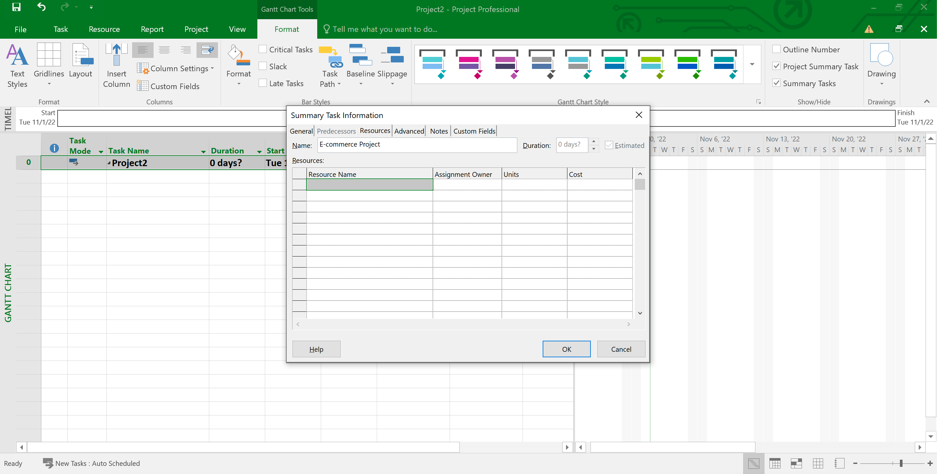 Gantt Chart Tools
Project2 - Project Professional
File Task Resource Report Project View Format Tell me what you want to do...
Text Styles
Gridlines
Layout
Format
Insert Column
Column Settings
Custom Fields
Columns
Format
Critical Tasks
Slack
Late Tasks
Task Path
Baseline
Slippage
Bar Styles
Gantt Chart Style
Outline Number
Project Summary Task
Summary Tasks
Show/Hide
Drawing
Drawings
TIMEL
Start
Tue 11/1/22
Finish
Tue 11/1/22
Task Mode Task Name Duration Start
0 Project2 0 days? Tue 1
0, '22 Nov 6, '22 Nov 13, '22 Nov 20, '22 Nov 27,
W T F S S M T W T F S S M T W T F S S M T W T F S S M T
GANTT CHART
Summary Task Information
General Predecessors Resources Advanced Notes Custom Fields
Name: E-commerce Project Duration: 0 days? Estimated
Resources:
Resource Name Assignment Owner Units Cost
Help OK Cancel
Ready New Tasks : Auto Scheduled